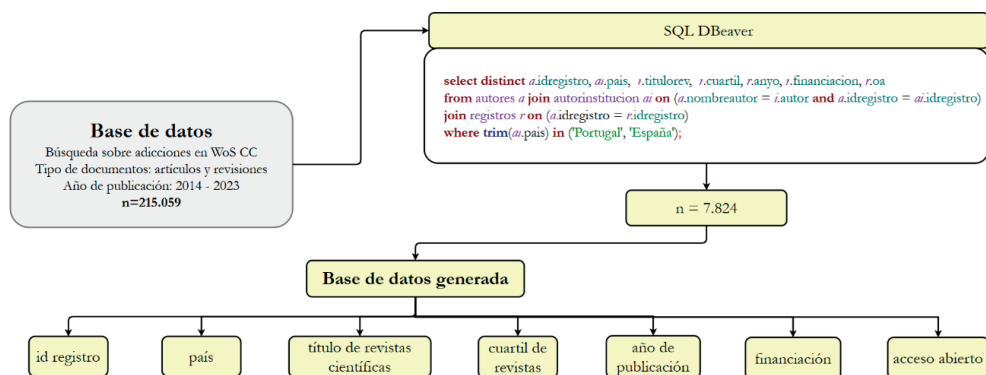 SQL DBeaver
select distinct a.idregistro, ai.pais, r.titulorev, r.cuartil, r.anyo, r.financiacion, r.oa
from autores a join autorinstitucion ai on (a.nombreautor = i.autor and a.idregistro = ai.idregistro)
join registros r on (a.idregistro = r.idregistro)
where trim(ai.pais) in ('Portugal', 'España');
Base de datos
Búsqueda sobre adicciones en WoS CC
Tipo de documentos: artículos y revisiones
Año de publicación: 2014 - 2023
n=215.059
n = 7.824
Base de datos generada
id registro
país
título de revistas
científicas
cuartil de
revistas
año de
publicación
financiación
acceso abierto